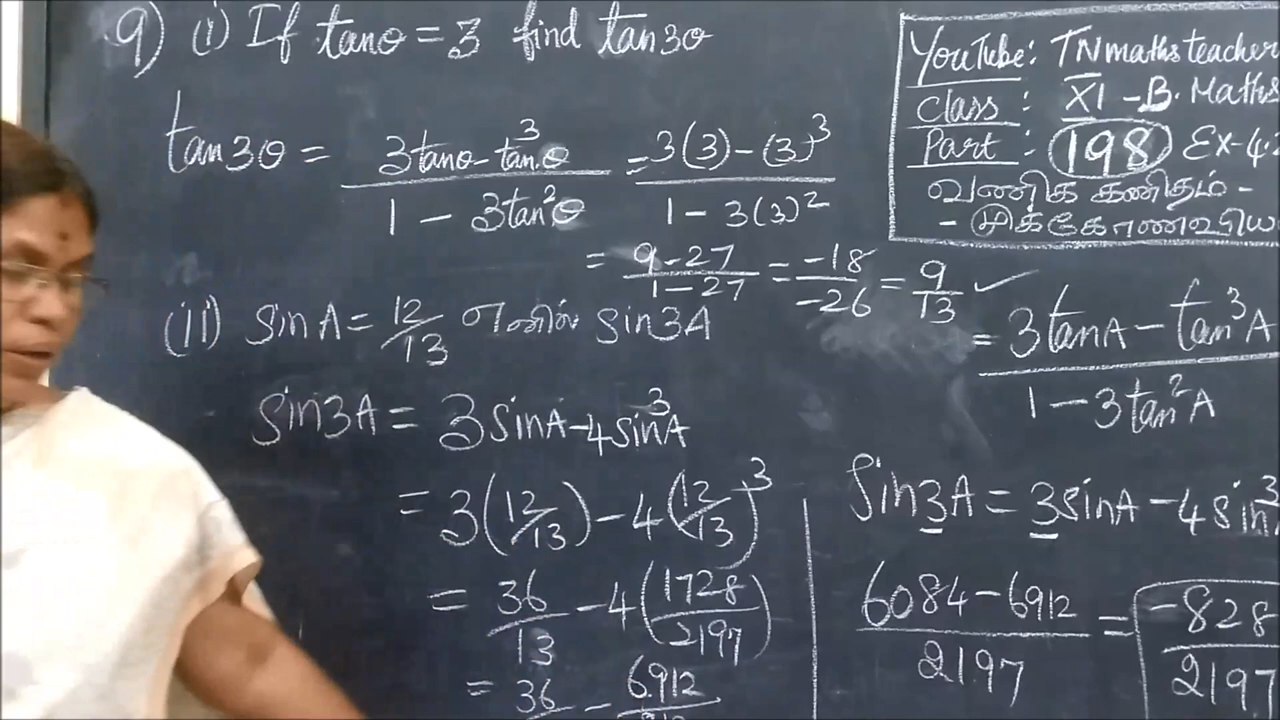 9) (i) If tanθ = 3 find tan3θ
tan3θ = (3tanθ - tan³θ)/(1 - 3tan²θ) = (3(3) - (3)³)/(1 - 3(3)²)
= (9-27)/(1-27) = -18/-26 = 9/13 ✓
(ii) sinA = 12/13 எனில் sin3A
sin3A = 3sinA - 4sin³A
= 3(12/13) - 4(12/13)³
= 36/13 - 4(1728/2197)
= 36/ - 6912/
YouTube: TNmaths teacher
Class : XI - B. Maths
Part : 198 Ex-4.
வணிக கணிதம் -
- திரிக்கோணவிய
= (3tanA - tan³A)/(1 - 3tan²A)
Sin3A = 3sinA - 4sin³
(6084 - 6912)/2197 = -828/2197